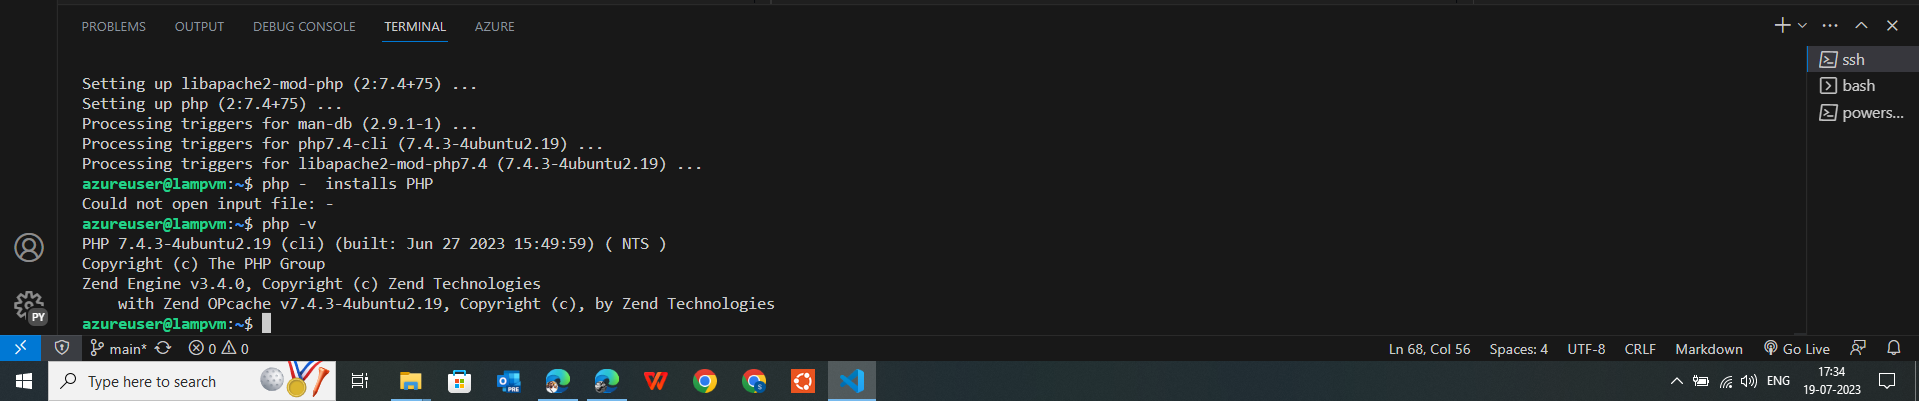 PROBLEMS OUTPUT DEBUG CONSOLE TERMINAL AZURE
Setting up libapache2-mod-php (2:7.4+75) ...
Setting up php (2:7.4+75) ...
Processing triggers for man-db (2.9.1-1) ...
Processing triggers for php7.4-cli (7.4.3-4ubuntu2.19) ...
Processing triggers for libapache2-mod-php7.4 (7.4.3-4ubuntu2.19) ...
azureuser@lampvm:~$ php -  installs PHP
Could not open input file: -
azureuser@lampvm:~$ php -v
PHP 7.4.3-4ubuntu2.19 (cli) (built: Jun 27 2023 15:49:59) ( NTS )
Copyright (c) The PHP Group
Zend Engine v3.4.0, Copyright (c) Zend Technologies
    with Zend OPcache v7.4.3-4ubuntu2.19, Copyright (c), by Zend Technologies
azureuser@lampvm:~$
ssh
bash
powers...
PY
main* 0 0 Ln 68, Col 56 Spaces: 4 UTF-8 CRLF Markdown Go Live
Type here to search
PRE
W
S
ENG
17:34
19-07-2023